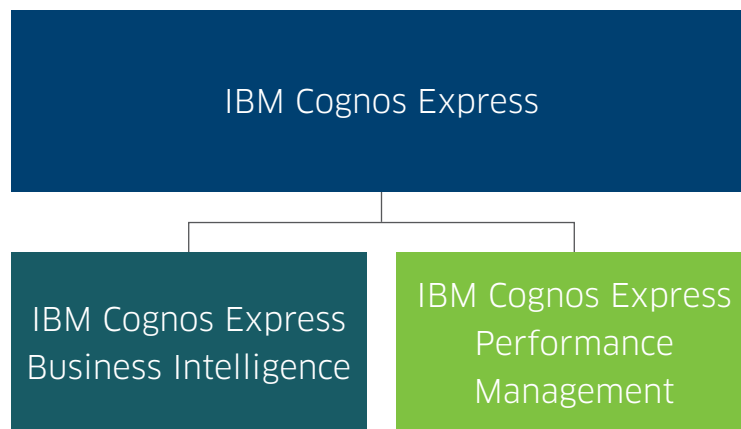 IBM Cognos Express
IBM Cognos Express
Business Intelligence
IBM Cognos Express
Performance
Management